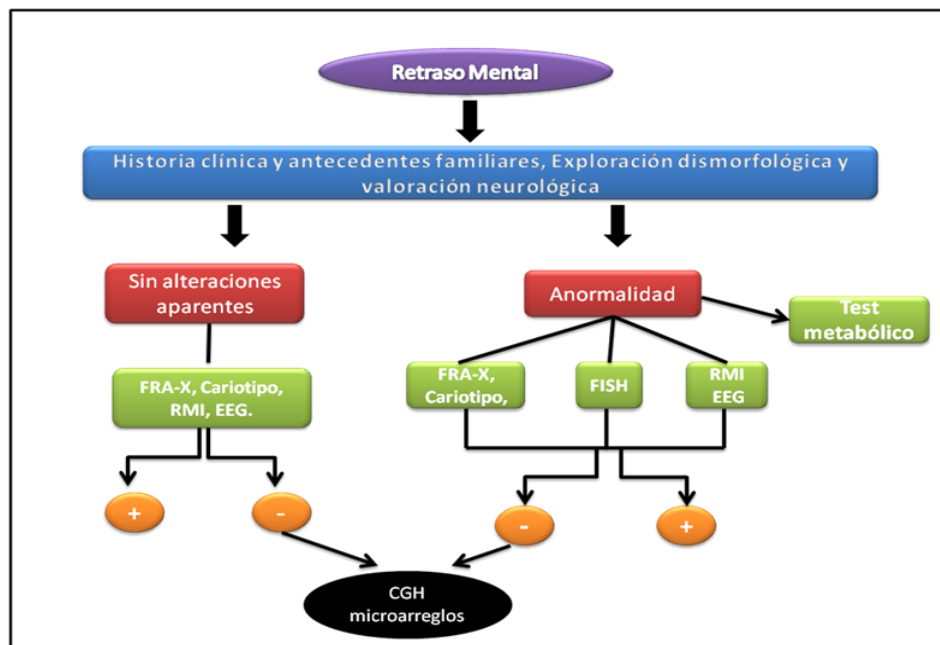 Retraso Mental
Historia clínica y antecedentes familiares, Exploración dismorfológica y
valoración neurológica
Sin alteraciones
aparentes
Anormalidad
Test
metabólico
FRA-X, Cariotipo,
RMI, EEG.
FRA-X,
Cariotipo,
FISH
RMI
EEG
+
-
-
+
CGH
microarreglos